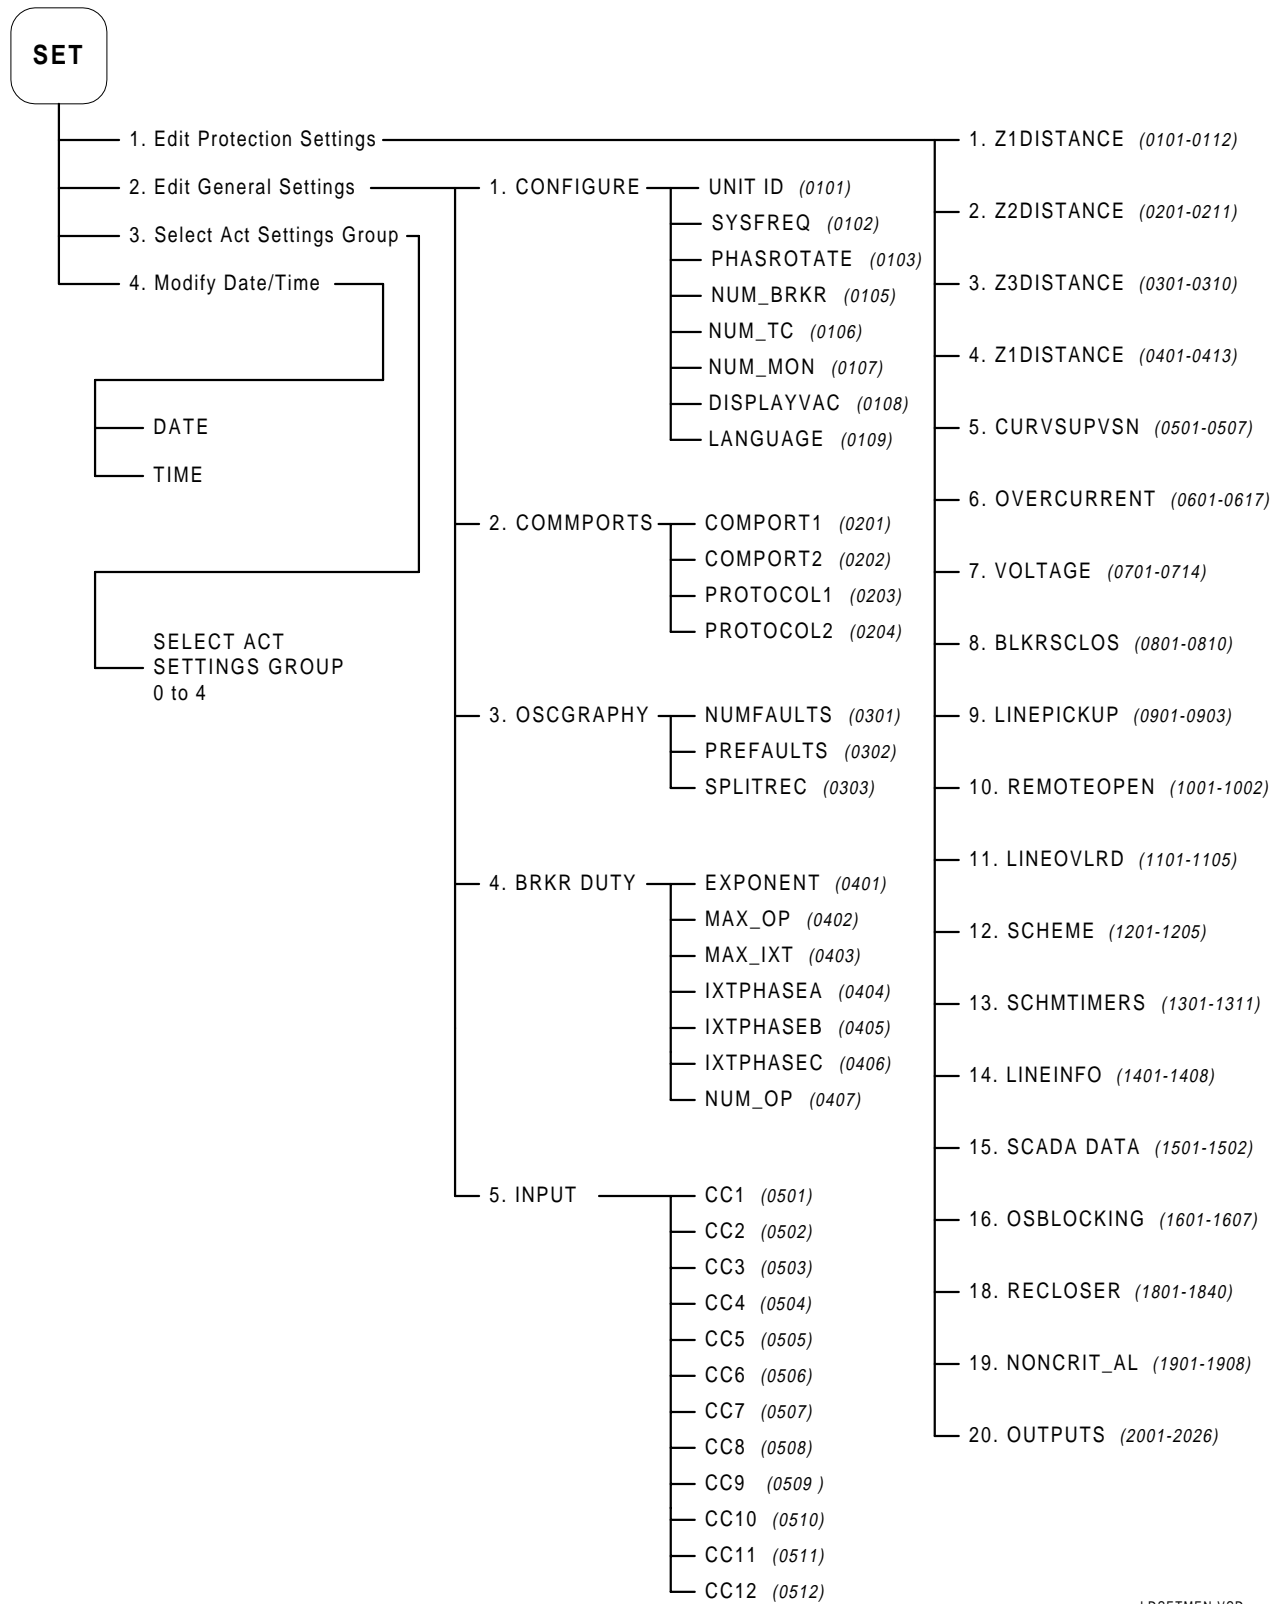 SET
1. Edit Protection Settings
2. Edit General Settings
3. Select Act Settings Group
4. Modify Date/Time
DATE
TIME
SELECT ACT
SETTINGS GROUP
0 to 4
1. CONFIGURE
UNIT ID (0101)
SYSFREQ (0102)
PHASROTATE (0103)
NUM_BRKR (0105)
NUM_TC (0106)
NUM_MON (0107)
DISPLAYVAC (0108)
LANGUAGE (0109)
2. COMMPORTS
COMPORT1 (0201)
COMPORT2 (0202)
PROTOCOL1 (0203)
PROTOCOL2 (0204)
3. OSCGRAPHY
NUMFAULTS (0301)
PREFAULTS (0302)
SPLITREC (0303)
4. BRKR DUTY
EXPONENT (0401)
MAX_OP (0402)
MAX_IXT (0403)
IXTPHASEA (0404)
IXTPHASEB (0405)
IXTPHASEC (0406)
NUM_OP (0407)
5. INPUT
CC1 (0501)
CC2 (0502)
CC3 (0503)
CC4 (0504)
CC5 (0505)
CC6 (0506)
CC7 (0507)
CC8 (0508)
CC9 (0509 )
CC10 (0510)
CC11 (0511)
CC12 (0512)
1. Z1DISTANCE (0101-0112)
2. Z2DISTANCE (0201-0211)
3. Z3DISTANCE (0301-0310)
4. Z1DISTANCE (0401-0413)
5. CURVSUPVSN (0501-0507)
6. OVERCURRENT (0601-0617)
7. VOLTAGE (0701-0714)
8. BLKRSCLOS (0801-0810)
9. LINEPICKUP (0901-0903)
10. REMOTEOPEN (1001-1002)
11. LINEOVLRD (1101-1105)
12. SCHEME (1201-1205)
13. SCHMTIMERS (1301-1311)
14. LINEINFO (1401-1408)
15. SCADA DATA (1501-1502)
16. OSBLOCKING (1601-1607)
18. RECLOSER (1801-1840)
19. NONCRIT_AL (1901-1908)
20. OUTPUTS (2001-2026)